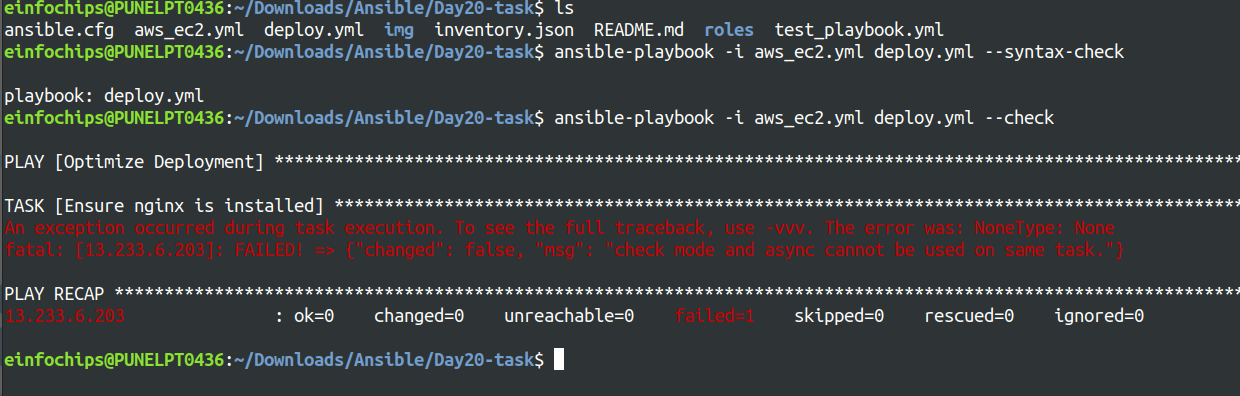 einfochips@PUNELPT0436:~/Downloads/Ansible/Day20-task$ ls
ansible.cfg  aws_ec2.yml  deploy.yml  img  inventory.json  README.md  roles  test_playbook.yml
einfochips@PUNELPT0436:~/Downloads/Ansible/Day20-task$ ansible-playbook -i aws_ec2.yml deploy.yml --syntax-check
playbook: deploy.yml
einfochips@PUNELPT0436:~/Downloads/Ansible/Day20-task$ ansible-playbook -i aws_ec2.yml deploy.yml --check
PLAY [Optimize Deployment] *************************************************************************************************
TASK [Ensure nginx is installed] *******************************************************************************************
An exception occurred during task execution. To see the full traceback, use -vvv. The error was: NoneType: None
fatal: [13.233.6.203]: FAILED! => {"changed": false, "msg": "check mode and async cannot be used on same task."}
PLAY RECAP *****************************************************************************************************************
13.233.6.203               : ok=0    changed=0    unreachable=0    failed=1    skipped=0    rescued=0    ignored=0
einfochips@PUNELPT0436:~/Downloads/Ansible/Day20-task$